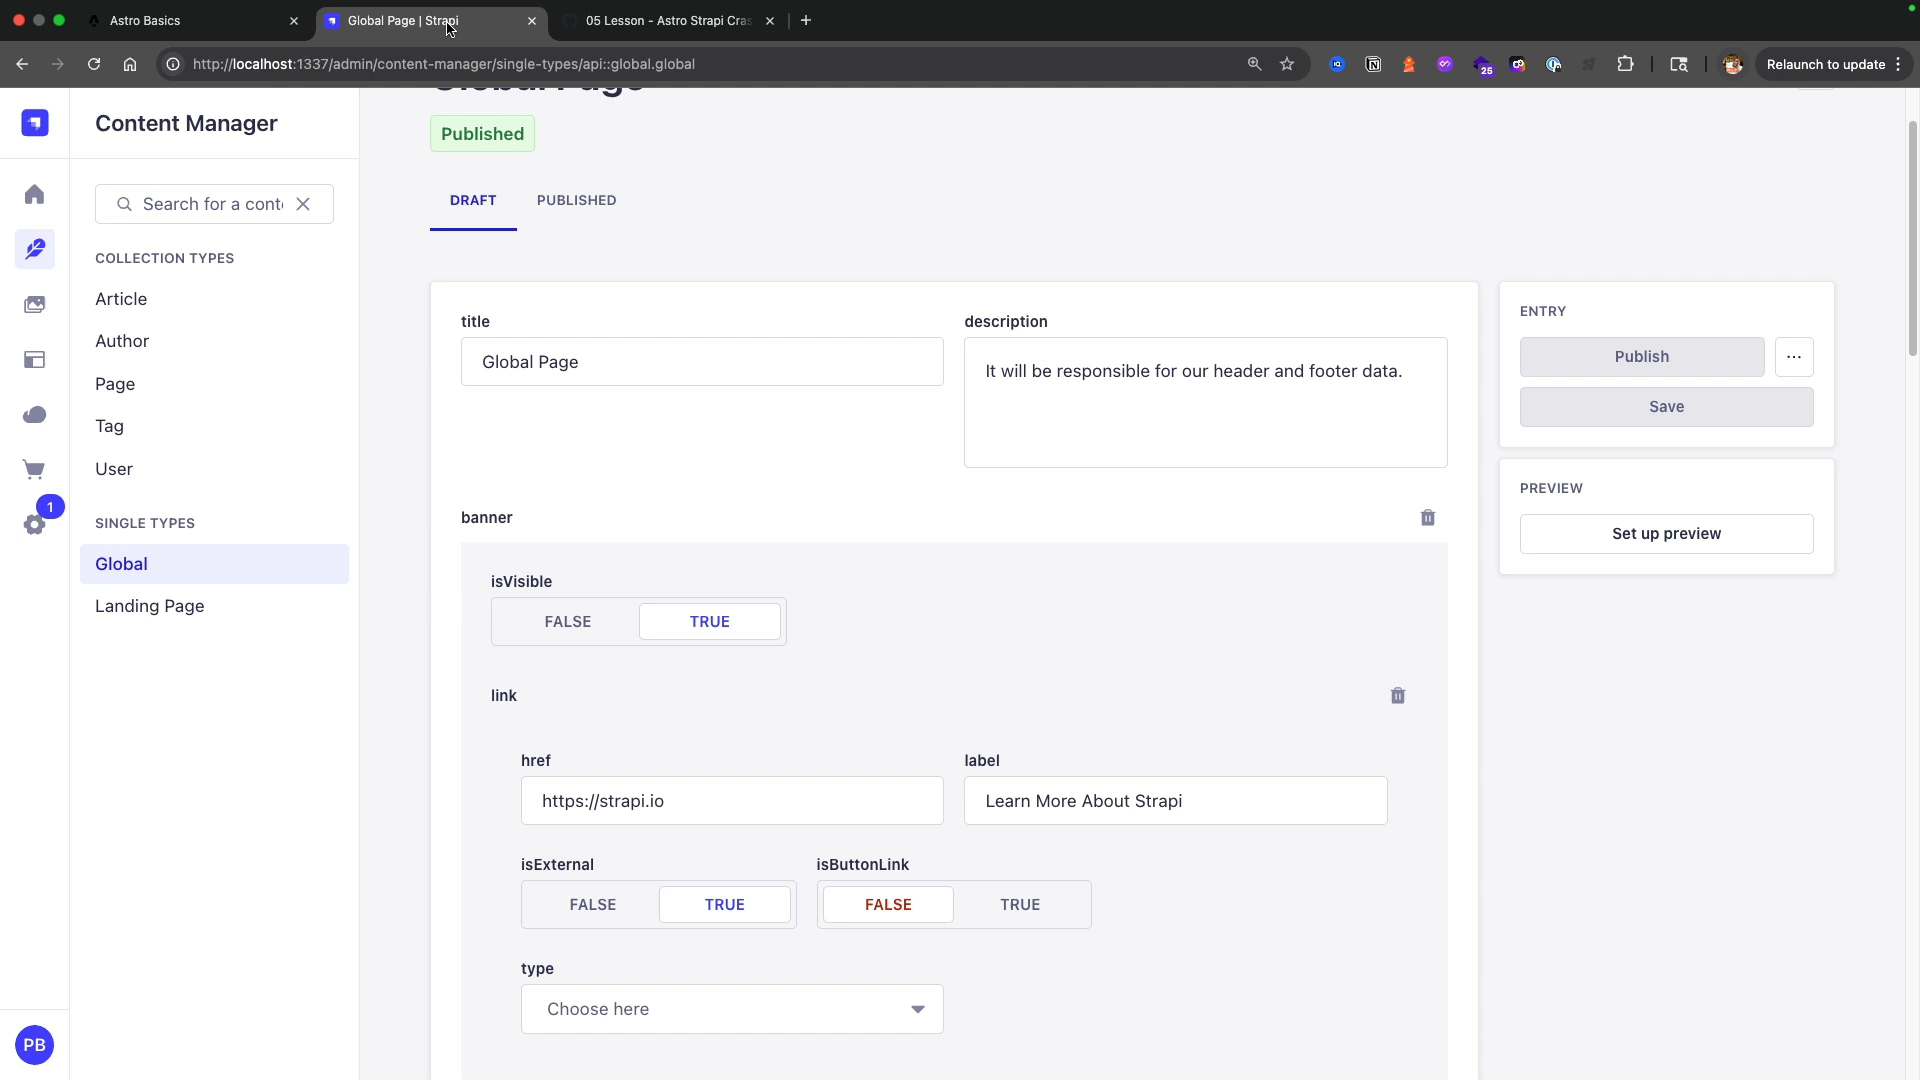 Astro Basics
Global Page | Strapi
05 Lesson - Astro Strapi Cras
http://localhost:1337/admin/content-manager/single-types/api::global.global
25
Relaunch to update
Content Manager
Global Page
Published
Search for a cont
DRAFT
PUBLISHED
COLLECTION TYPES
Article
Author
Page
Tag
User
1
SINGLE TYPES
Global
Landing Page
PB
title
Global Page
description
It will be responsible for our header and footer data.
banner
isVisible
FALSE
TRUE
link
href
https://strapi.io
label
Learn More About Strapi
isExternal
FALSE
TRUE
isButtonLink
FALSE
TRUE
type
Choose here
ENTRY
Publish
Save
PREVIEW
Set up preview